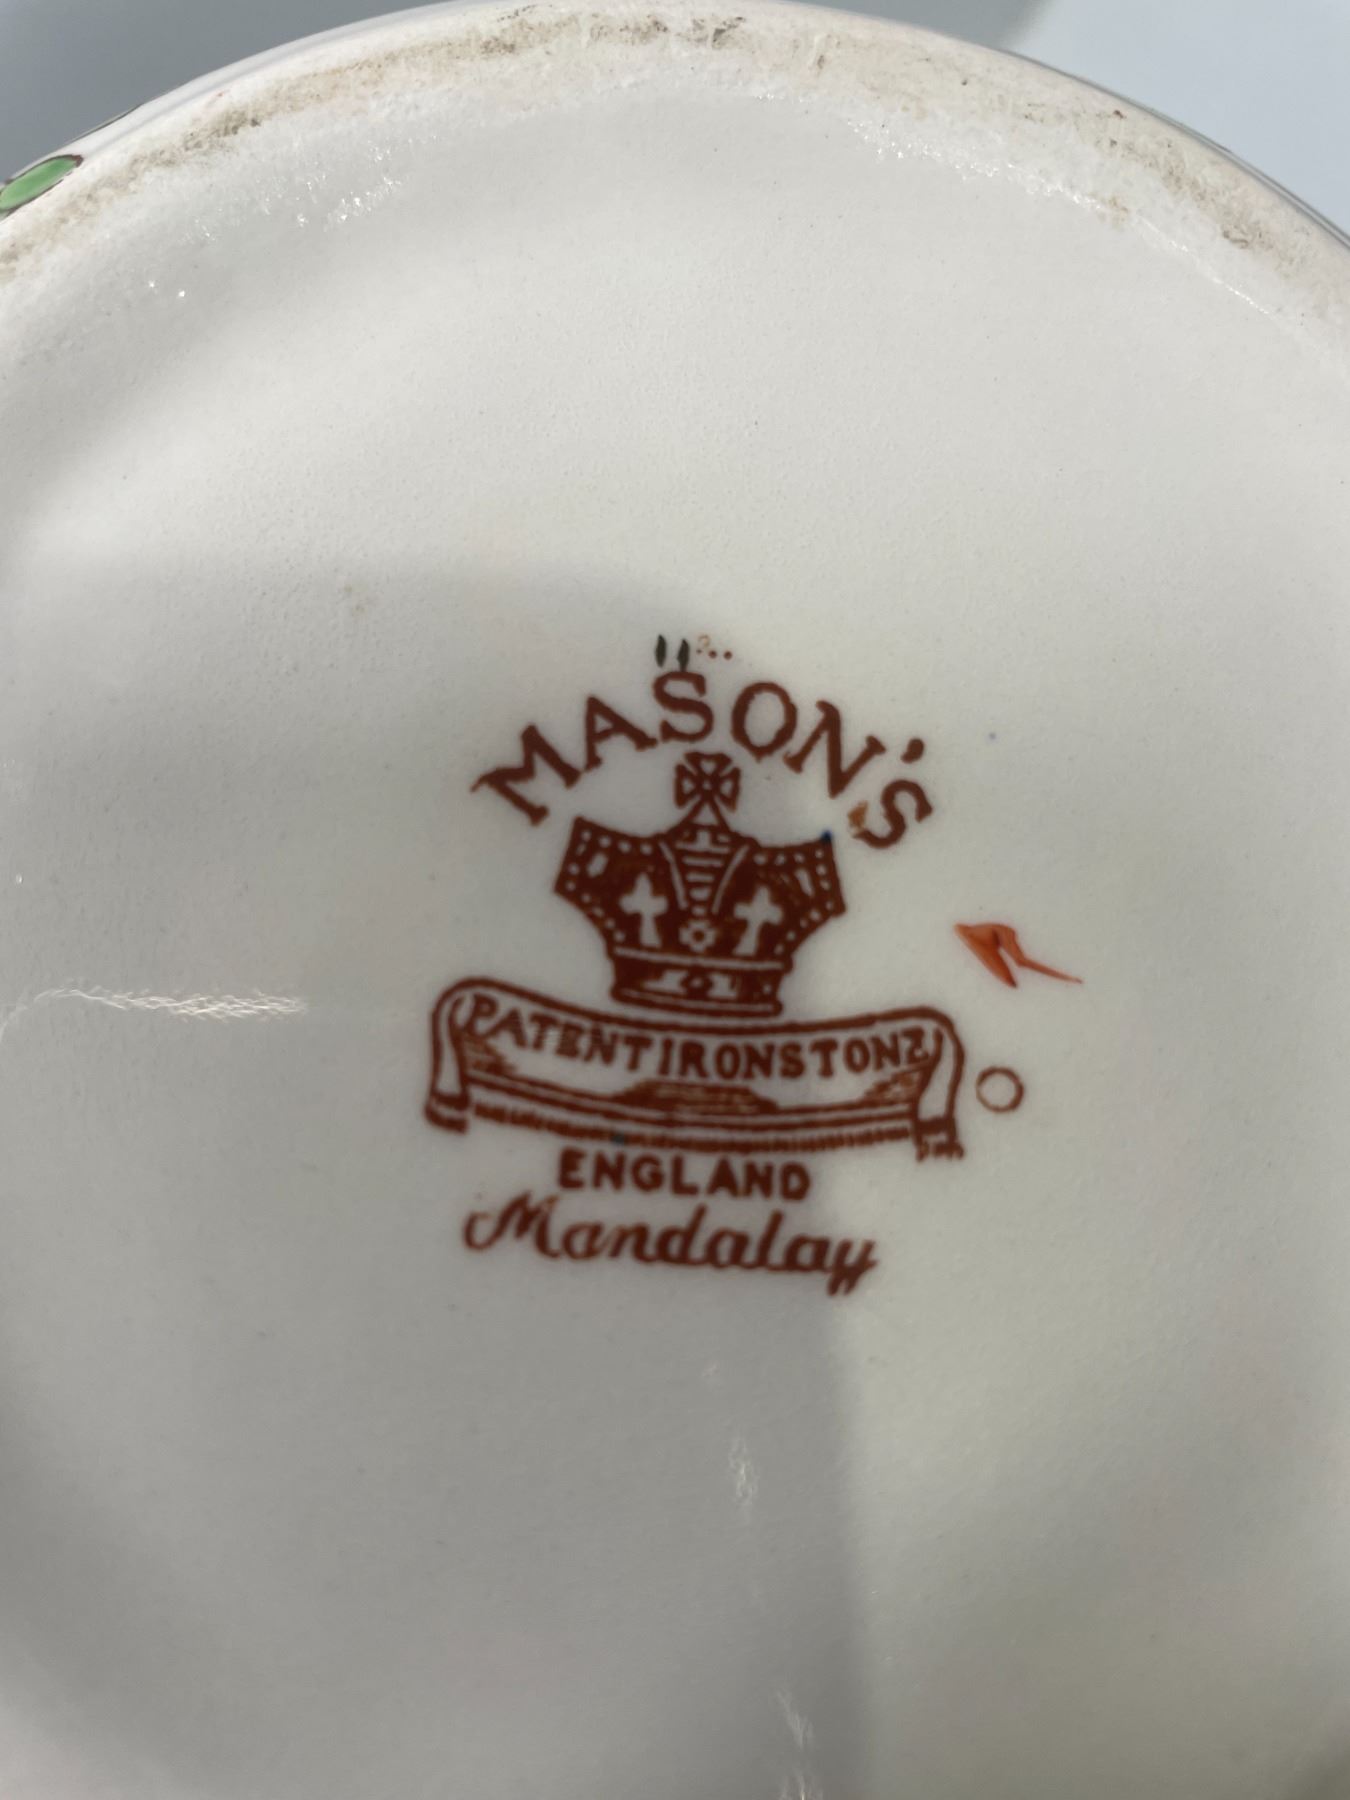 MASON'S
PATENT IRONSTONE
ENGLAND
Mandalay